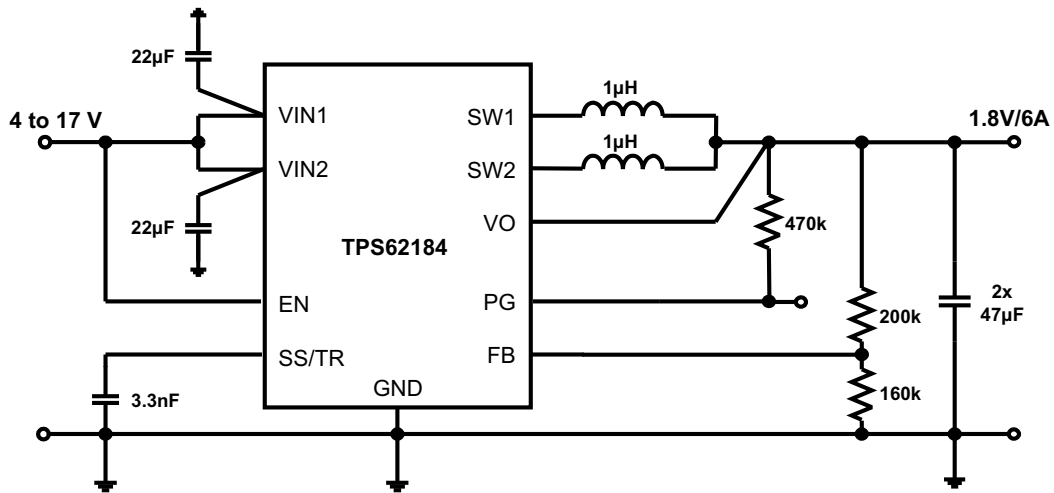 22µF
1µH
4 to 17 V
VIN1
SW1
1.8V/6A
1µH
VIN2
SW2
22µF
VO
470k
TPS62184
EN
PG
2x
47µF
200k
SS/TR
FB
3.3nF
GND
160k